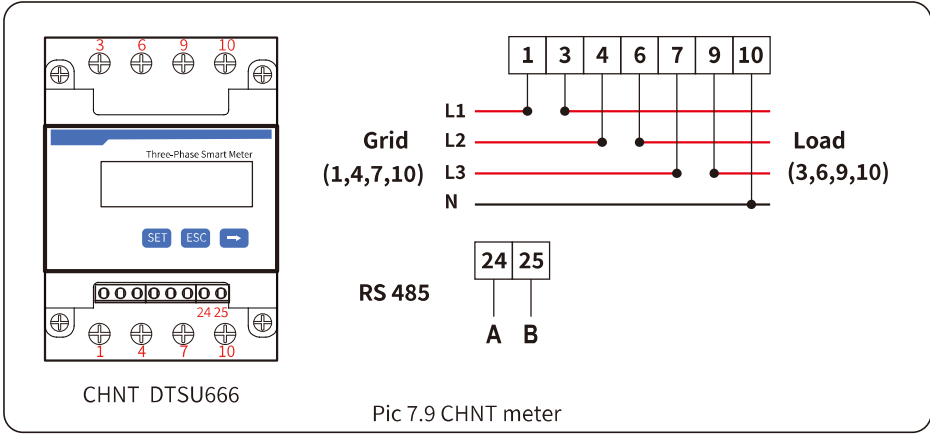 3 6 9 10
Three-Phase Smart Meter
SET ESC
24 25
1 4 7 10
CHNT DTSU666
1 3 4 6 7 9 10
L1
L2
L3
N
Grid
(1,4,7,10)
Load
(3,6,9,10)
24 25
RS 485
A B
Pic 7.9 CHNT meter